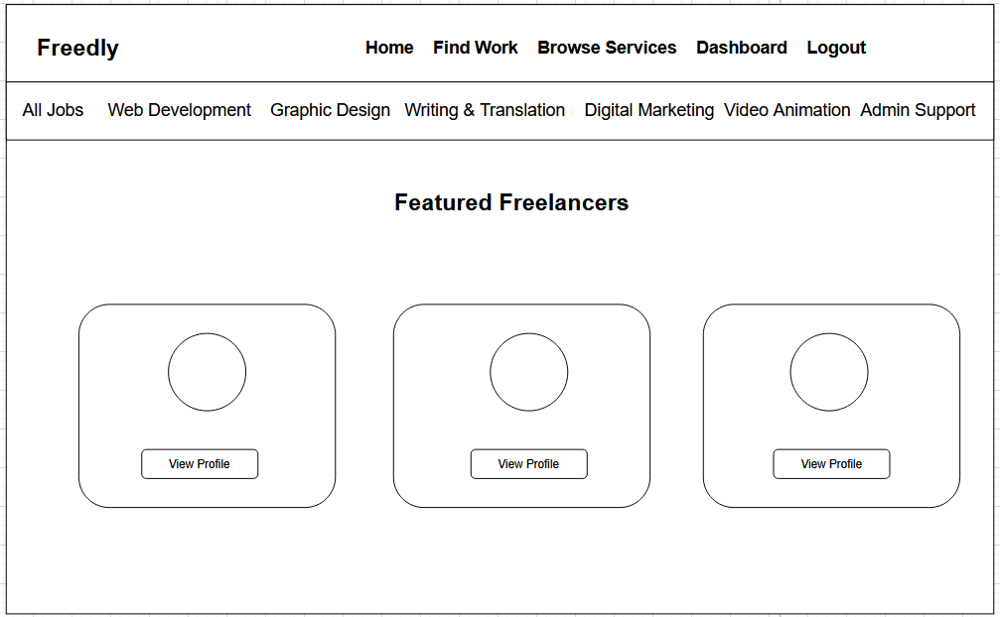 Freedly Home Find Work Browse Services Dashboard Logout
All Jobs Web Development Graphic Design Writing & Translation Digital Marketing Video Animation Admin Support
Featured Freelancers
View Profile View Profile View Profile